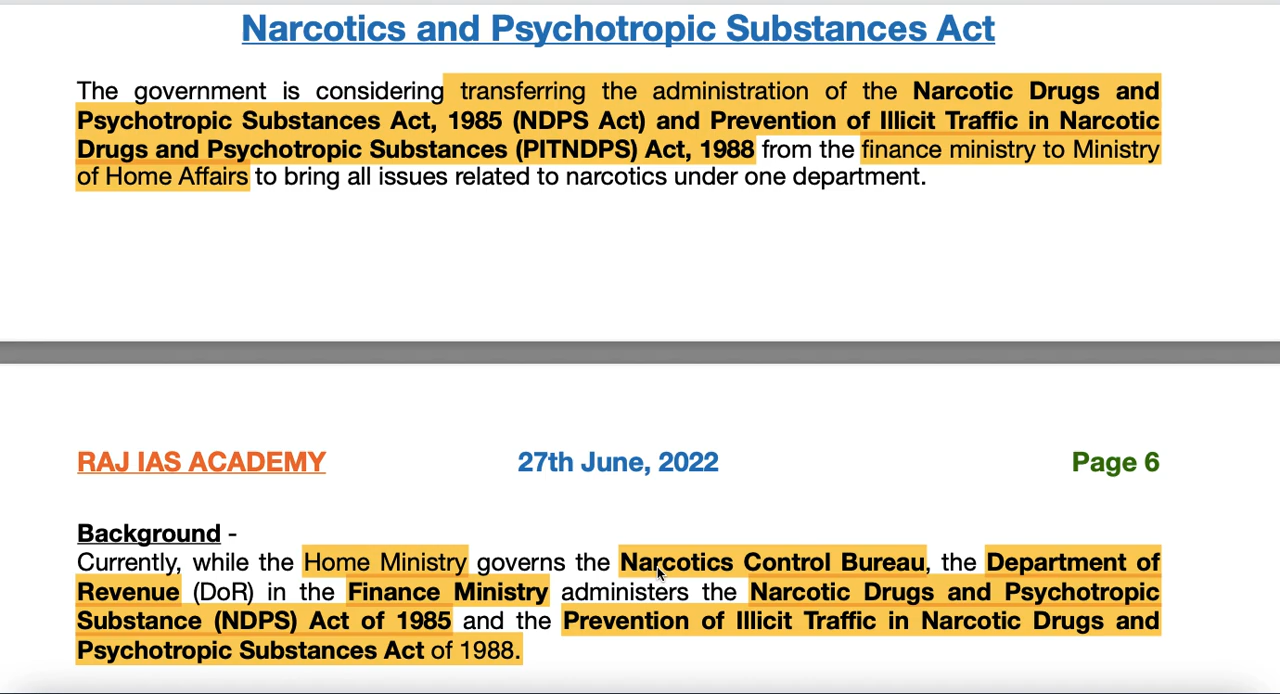 Narcotics and Psychotropic Substances Act
The government is considering transferring the administration of the Narcotic Drugs and
Psychotropic Substances Act, 1985 (NDPS Act) and Prevention of Illicit Traffic in Narcotic
Drugs and Psychotropic Substances (PITNDPS) Act, 1988 from the finance ministry to Ministry
of Home Affairs to bring all issues related to narcotics under one department.
RAJ IAS ACADEMY 27th June, 2022 Page 6
Background -
Currently, while the Home Ministry governs the Narcotics Control Bureau, the Department of
Revenue (DoR) in the Finance Ministry administers the Narcotic Drugs and Psychotropic
Substance (NDPS) Act of 1985 and the Prevention of Illicit Traffic in Narcotic Drugs and
Psychotropic Substances Act of 1988.